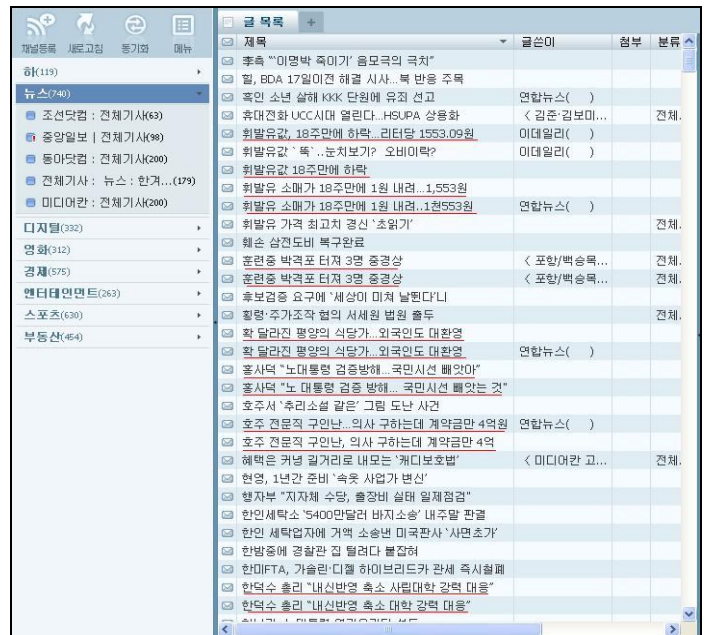 채널등록 새로고침 동기화 메뉴
하(119)
뉴스(740)
조선닷컴 : 전체기사(63)
중앙일보 | 전체기사(98)
동아닷컴 : 전체기사(200)
전체기사 : 뉴스 : 한겨...(179)
미디어칸 : 전체기사(200)
디지털(332)
영화(312)
경제(575)
엔터테인먼트(263)
스포츠(630)
부동산(454)
글 목록 +
제목 글쓴이 첨부 분류
李측 "'이명박 죽이기' 음모극의 극치"
힐, BDA 17일이전 해결 시사...북 반응 주목
흑인 소년 살해 KKK 단원에 유죄 선고 연합뉴스( )
휴대전화 UCC시대 열린다...HSUPA 상용화 < 김준·김보미... 전체.
휘발유값, 18주만에 하락...리터당 1553.09원 이데일리( )
휘발유값 `뚝`..눈치보기? 오비이락? 이데일리( )
휘발유값 18주만에 하락
휘발유 소매가 18주만에 1원 내려...1,553원
휘발유 소매가 18주만에 1원 내려..1천553원 연합뉴스( )
휘발유 가격 최고치 경신 `초읽기' 전체.
훼손 삼전도비 복구완료
훈련중 박격포 터져 3명 중경상 < 포항/백승목... 전체.
훈련중 박격포 터져 3명 중경상 < 포항/백승목... 전체.
후보검증 요구에 `세상이 미쳐 날뛴다'니
횡령·주가조작 혐의 서세원 법원 출두 전체.
확 달라진 평양의 식당가...외국인도 대환영
확 달라진 평양의 식당가...외국인도 대환영 연합뉴스( )
홍사덕 "노대통령 검증방해... 국민시선 빼앗아"
홍사덕 "노 대통령 검증 방해... 국민시선 빼앗는 것"
호주서 `추리소설 같은' 그림 도난 사건
호주 전문직 구인난...의사 구하는데 계약금만 4억원 연합뉴스( )
호주 전문직 구인난, 의사 구하는데 계약금만 4억
혜택은 커녕 길거리로 내모는 `캐디보호법' < 미디어칸 고... 전체.
현영, 1년간 준비 `속옷 사업가 변신'
행자부 "지자체 수당, 출장비 실태 일제점검"
한인세탁소 `5400만달러 바지소송' 내주말 판결
한인 세탁업자에 거액 소송낸 미국판사 `사면초가'
한밤중에 경찰관 집 털려다 붙잡혀
한미FTA, 가솔린·디젤 하이브리드카 관세 즉시철폐
한덕수 총리 "내신반영 축소 사립대학 강력 대응"
한덕수 총리 "내신반영 축소 대학 강력 대응"